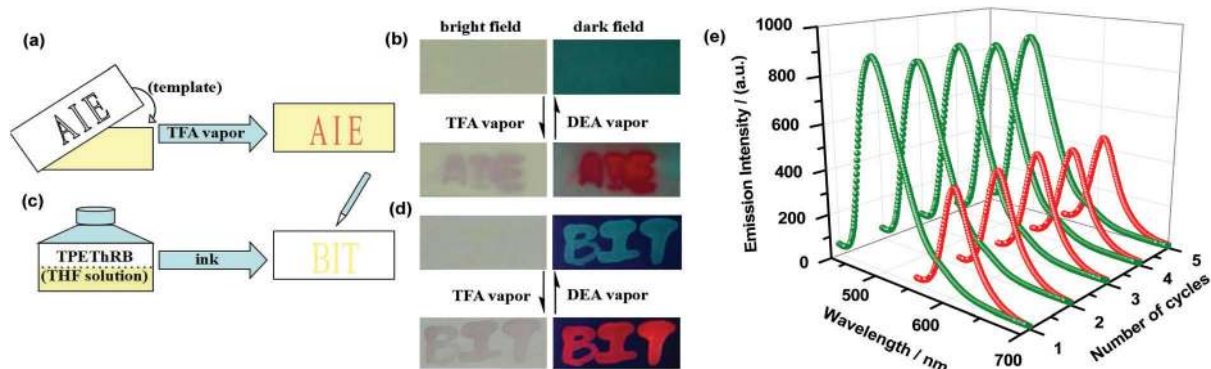 (a)
AIE
(template)
TFA vapor
AIE
(c)
TPEThRB
(THF solution)
ink
BIT
(b)
bright field
dark field
TFA vapor
DEA vapor
AIE
AIE
(d)
BIT
TFA vapor
DEA vapor
BIT
BIT
(e)
Emission Intensity / (a.u.)
1000
800
600
400
200
0
500
600
700
Wavelength / nm
1
2
3
4
5
Number of cycles